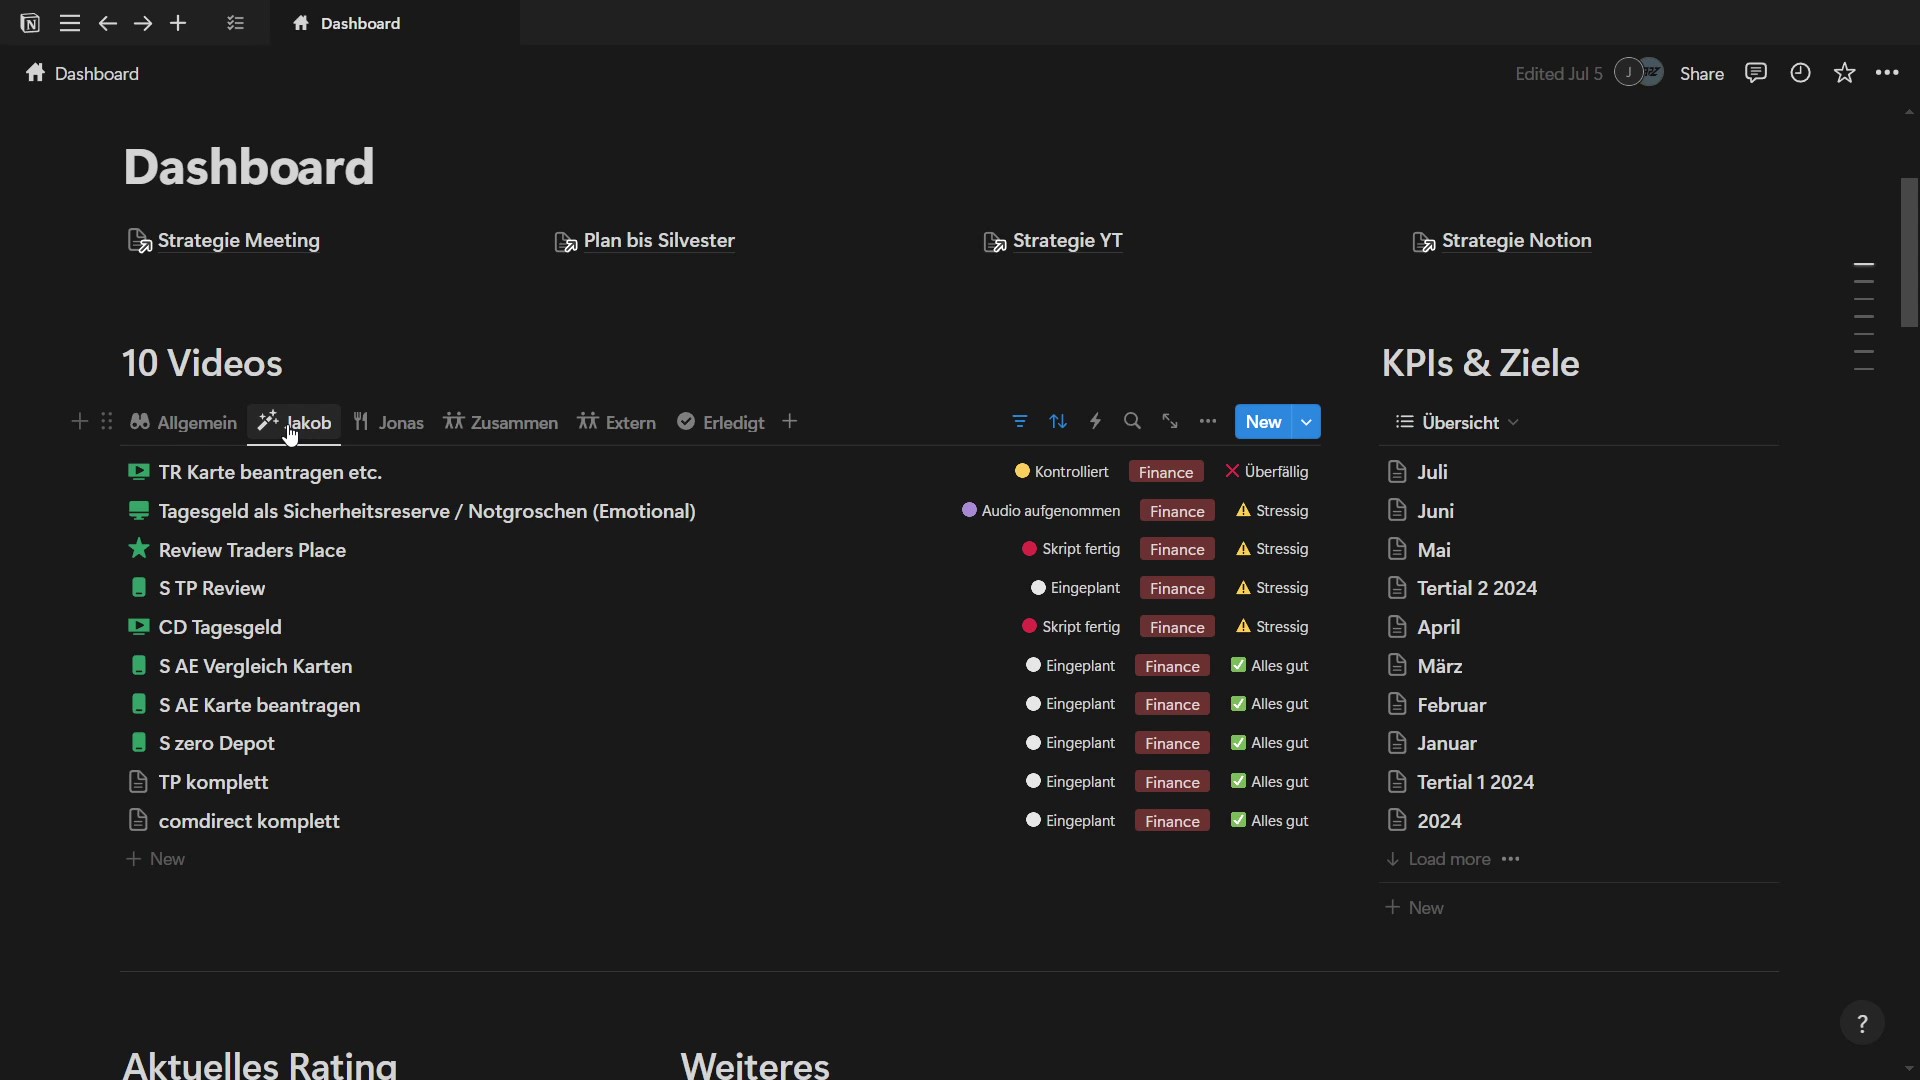 Dashboard
Dashboard
Edited Jul 5
J
Share
Dashboard
Strategie Meeting
Plan bis Silvester
Strategie YT
Strategie Notion
10 Videos
Allgemein
Jakob
Jonas
Zusammen
Extern
Erledigt
New
TR Karte beantragen etc. Kontrolliert Finance Überfällig
Tagesgeld als Sicherheitsreserve / Notgroschen (Emotional) Audio aufgenommen Finance Stressig
Review Traders Place Skript fertig Finance Stressig
S TP Review Eingeplant Finance Stressig
CD Tagesgeld Skript fertig Finance Stressig
S AE Vergleich Karten Eingeplant Finance Alles gut
S AE Karte beantragen Eingeplant Finance Alles gut
S zero Depot Eingeplant Finance Alles gut
TP komplett Eingeplant Finance Alles gut
comdirect komplett Eingeplant Finance Alles gut
New
KPIs & Ziele
Übersicht
Juli
Juni
Mai
Tertial 2 2024
April
März
Februar
Januar
Tertial 1 2024
2024
Load more
New
Aktuelles Rating
Weiteres
?